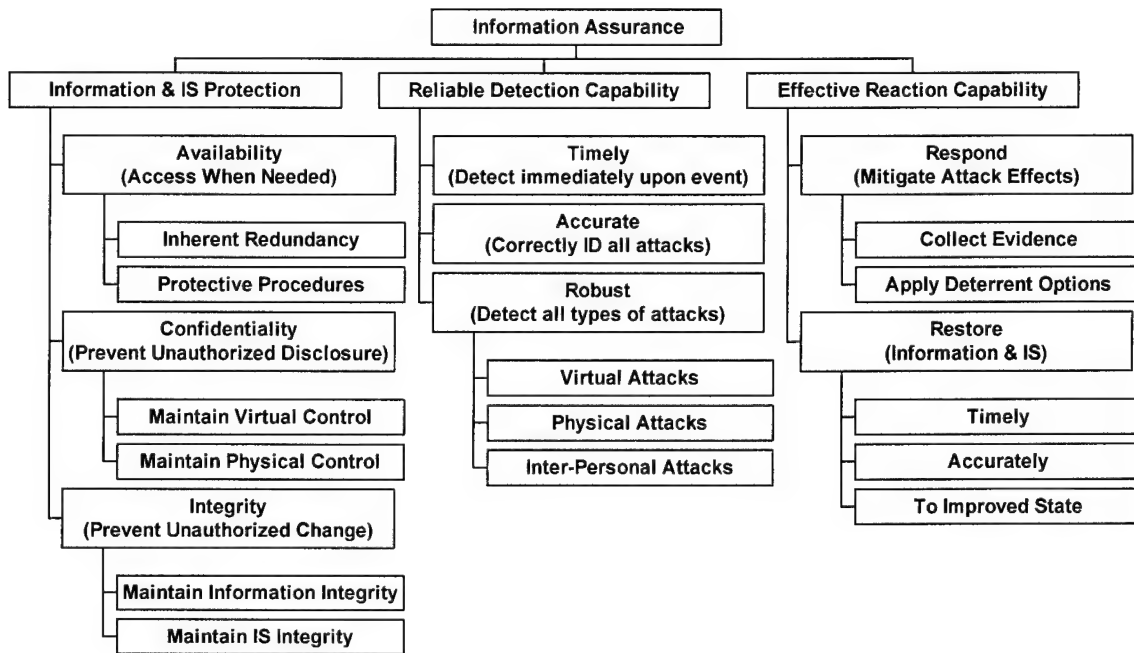 Information Assurance
Information & IS Protection
Availability
(Access When Needed)
Inherent Redundancy
Protective Procedures
Confidentiality
(Prevent Unauthorized Disclosure)
Maintain Virtual Control
Maintain Physical Control
Integrity
(Prevent Unauthorized Change)
Maintain Information Integrity
Maintain IS Integrity
Reliable Detection Capability
Timely
(Detect immediately upon event)
Accurate
(Correctly ID all attacks)
Robust
(Detect all types of attacks)
Virtual Attacks
Physical Attacks
Inter-Personal Attacks
Effective Reaction Capability
Respond
(Mitigate Attack Effects)
Collect Evidence
Apply Deterrent Options
Restore
(Information & IS)
Timely
Accurately
To Improved State